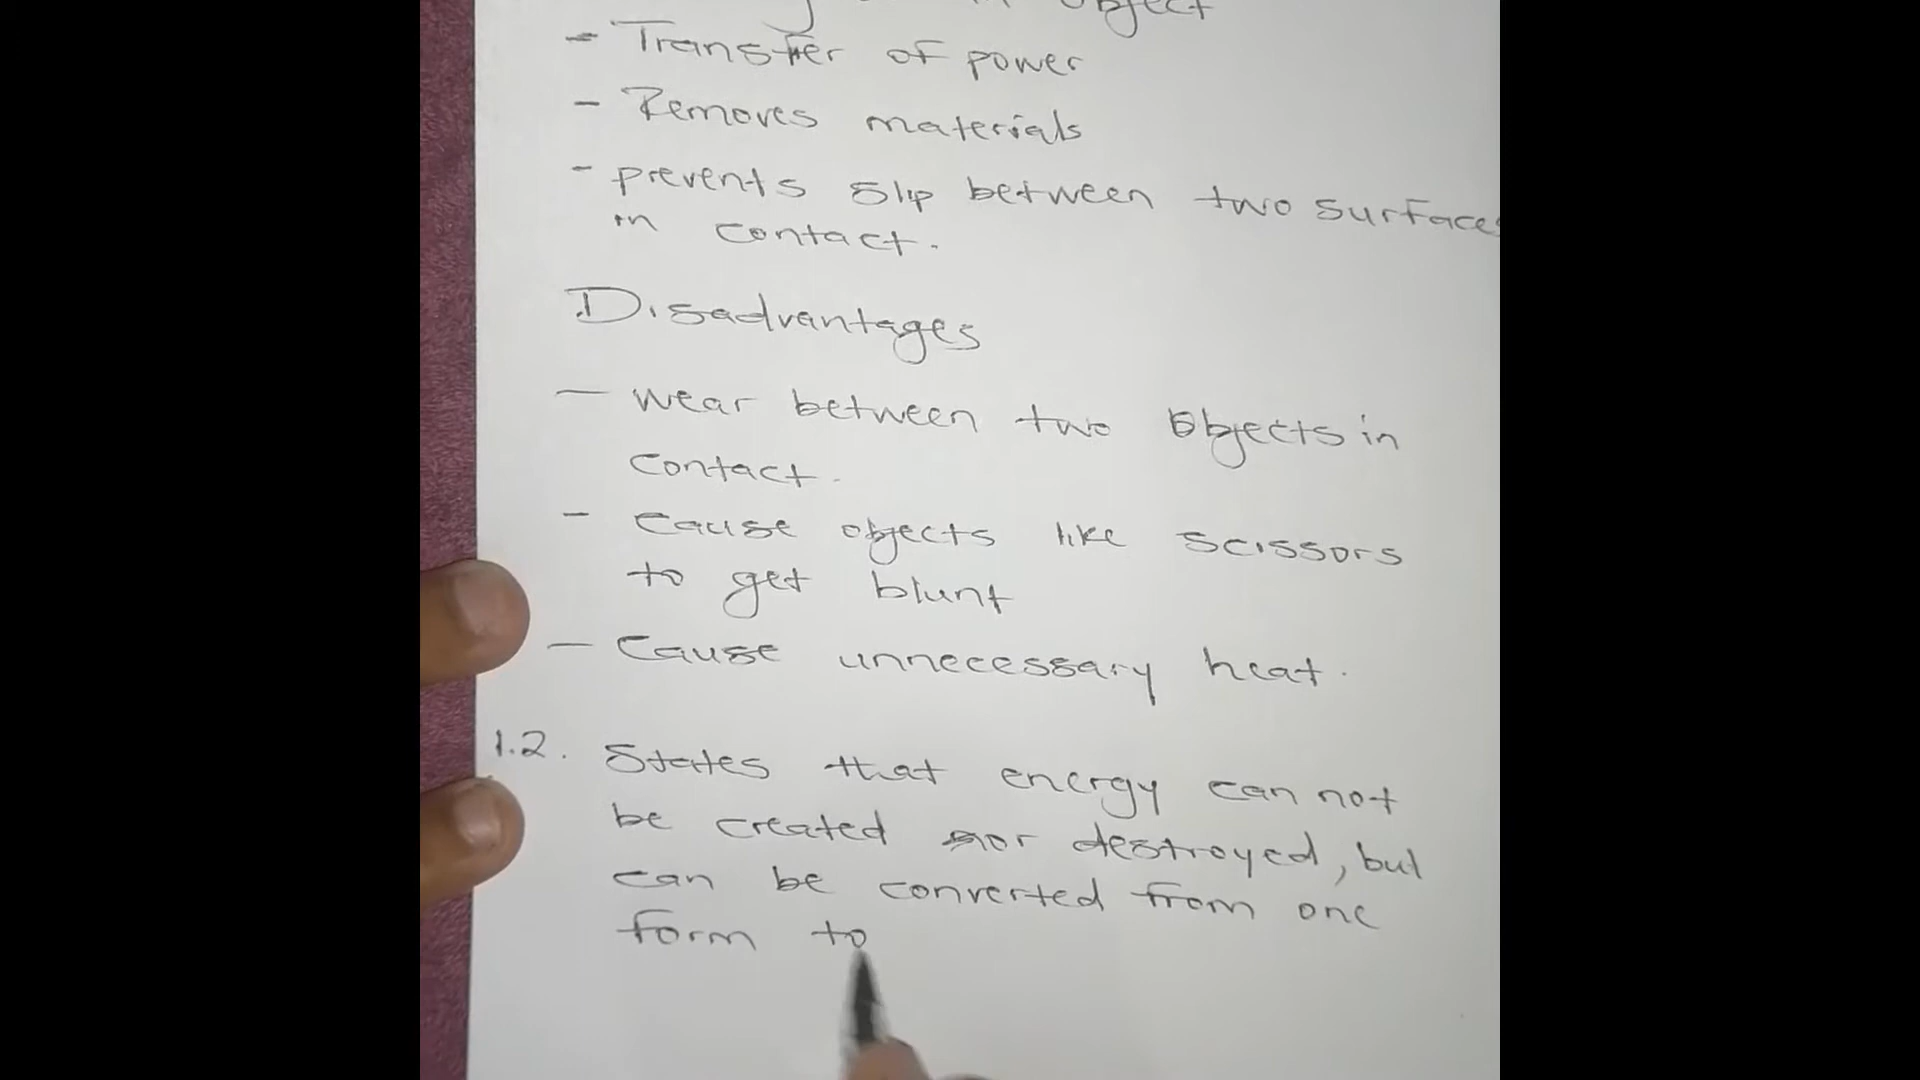 object
- Transfer of power
- Removes materials
- prevents slip between two surfaces
in contact.
Disadvantages
- wear between two objects in
contact.
- cause objects like scissors
to get blunt
- Cause unnecessary heat.
1.2. States that energy can not
be created nor destroyed, but
can be converted from one
form to